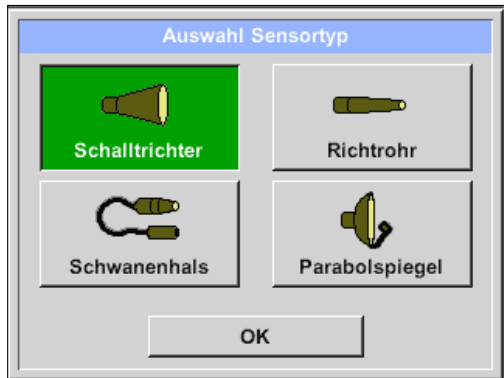 Auswahl Sensortyp
Schalltrichter
Richtrohr
Schwanenhals
Parabolspiegel
OK